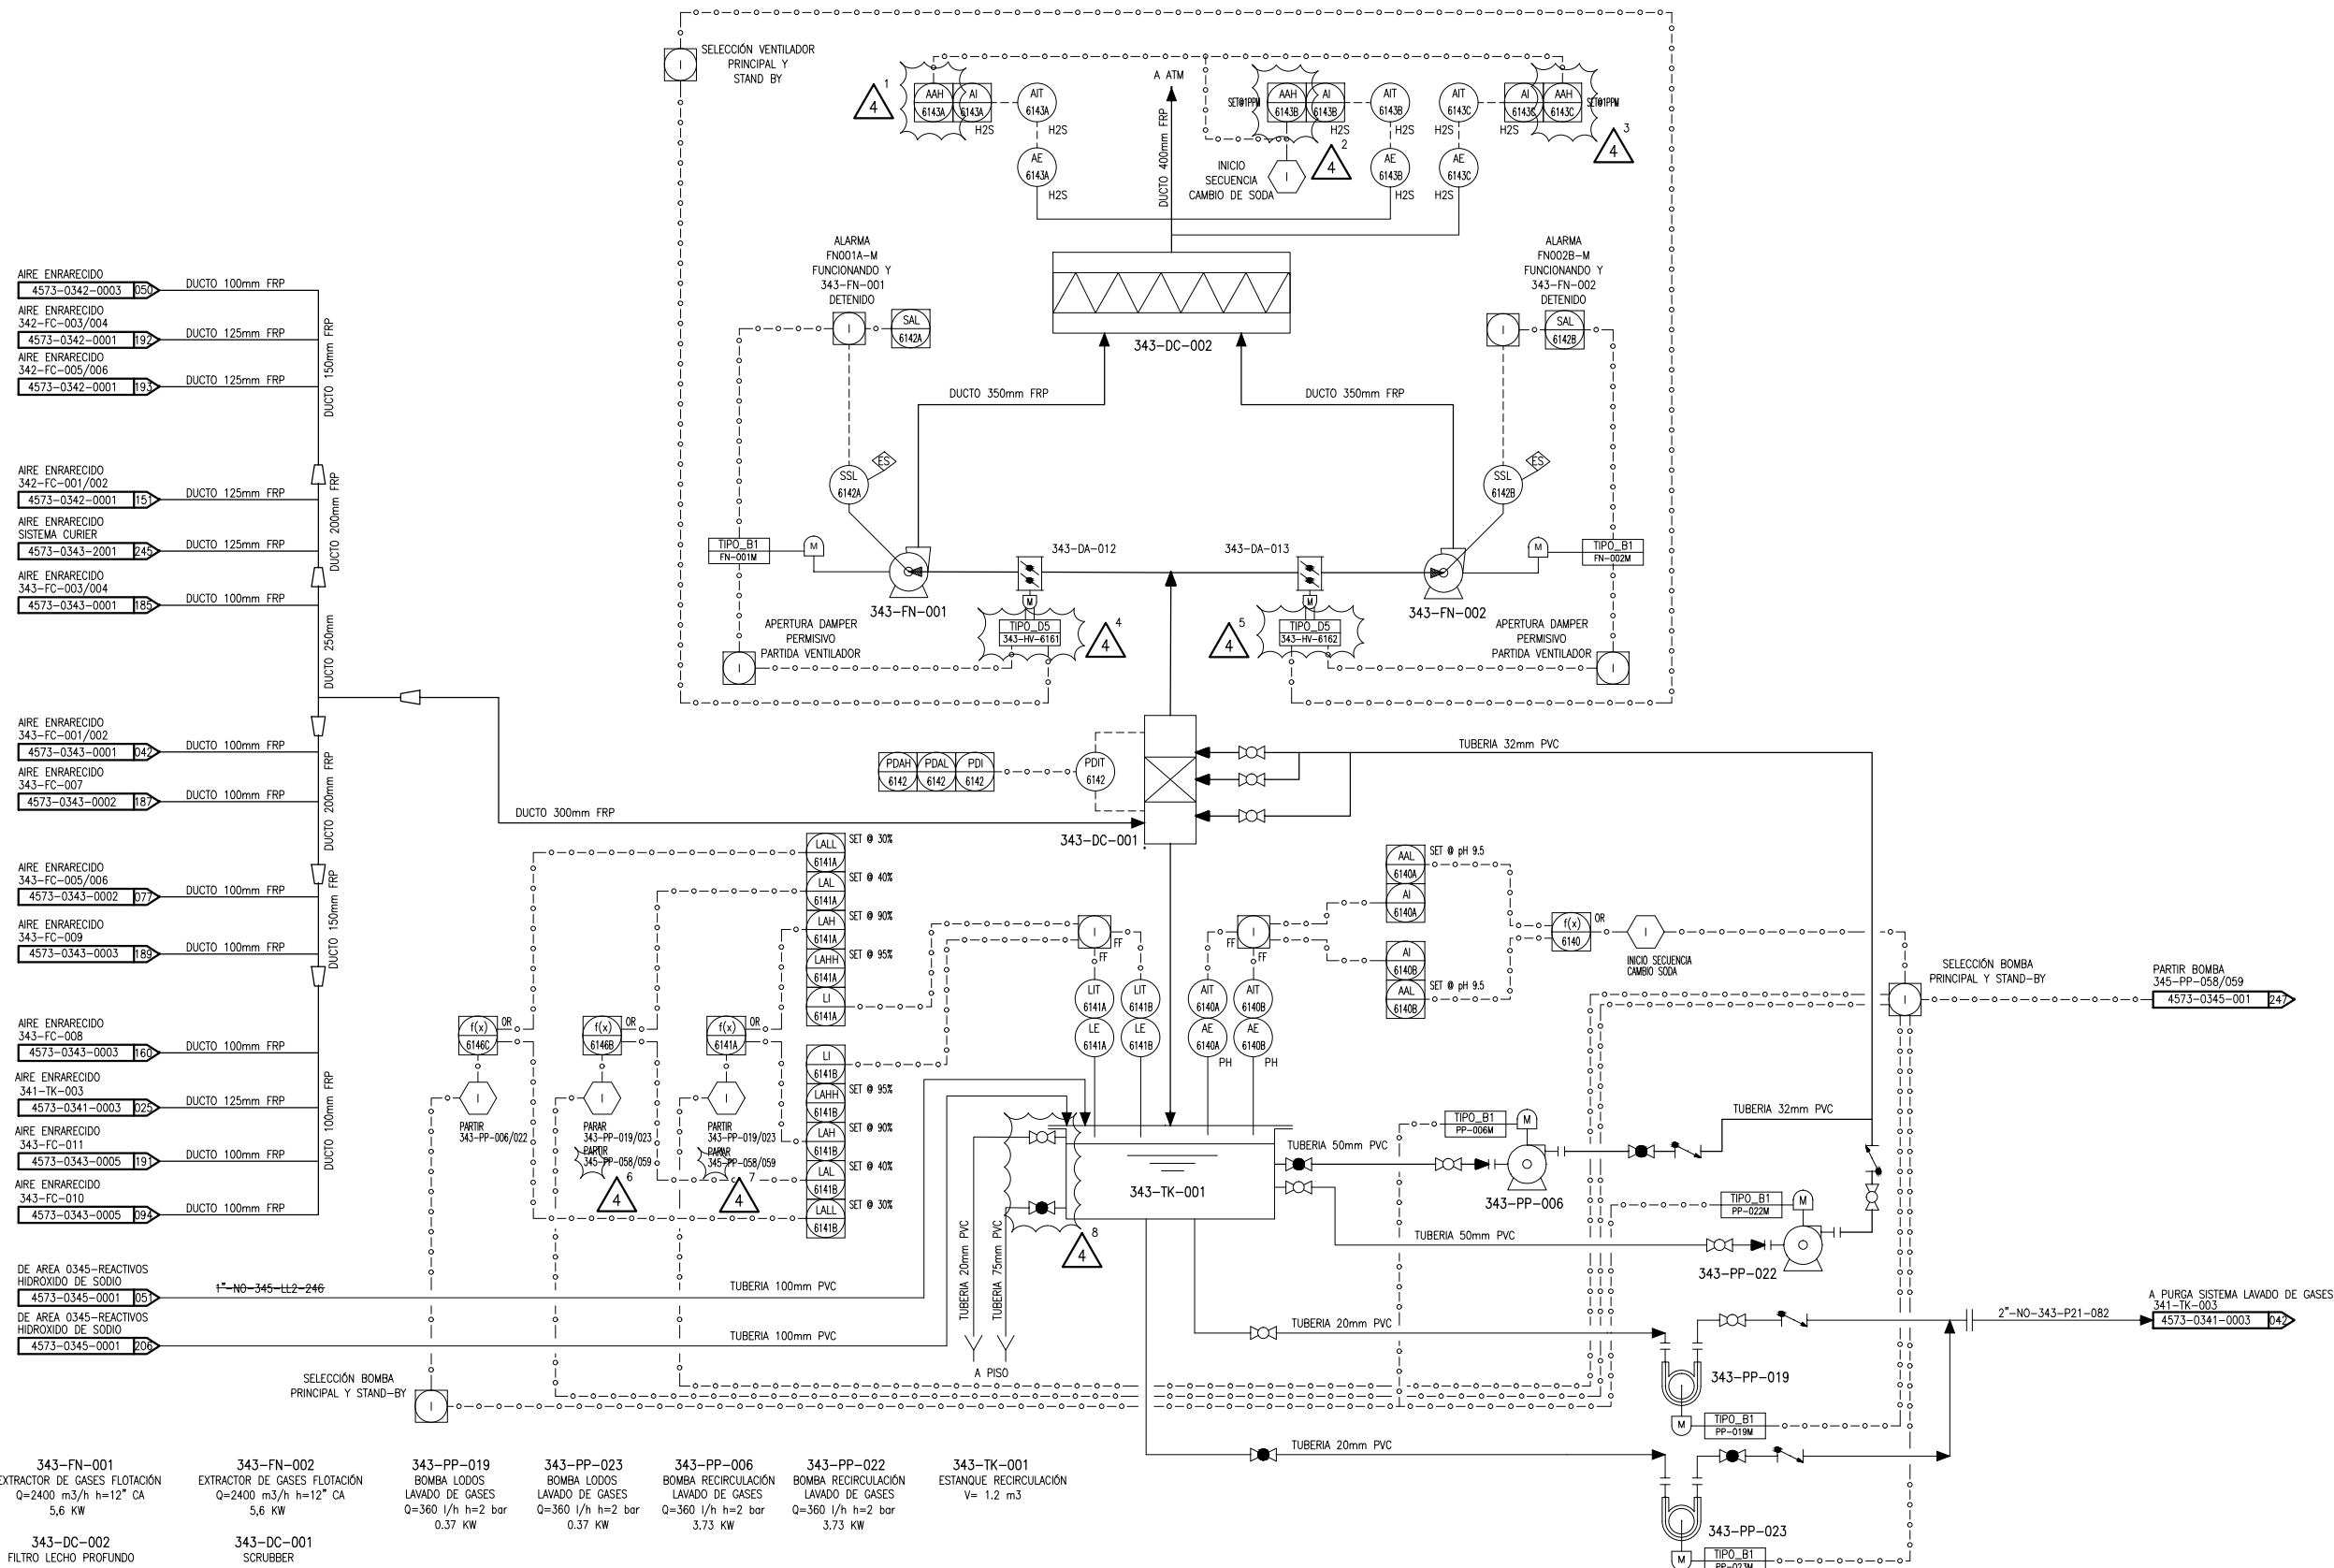 SELECCIÓN VENTILADOR
PRINCIPAL Y
STAND BY
I
1
4
AAH
6143A
AI
6143A
H2S
AIT
6143A
H2S
AE
6143A
H2S
A ATM
DUCTO 400mm FRP
SET@1PPM
AAH
6143B
AI
6143B
H2S
AIT
6143B
H2S
AE
6143B
H2S
AIT
6143C
H2S
AE
6143C
H2S
AI
6143C
H2S
AAH
6143C
SET@1PPM
2
4
3
4
INICIO
SECUENCIA
CAMBIO DE SODA
I
ALARMA
FN001A-M
FUNCIONANDO Y
343-FN-001
DETENIDO
I
SAL
6142A
343-DC-002
ALARMA
FN002B-M
FUNCIONANDO Y
343-FN-002
DETENIDO
I
SAL
6142B
DUCTO 350mm FRP
DUCTO 350mm FRP
SSL
6142A
ES
SSL
6142B
ES
TIPO_B1
FN-001M
M
343-FN-001
343-DA-012
M
TIPO_D5
343-HV-6161
4
4
343-DA-013
M
TIPO_D5
343-HV-6162
5
4
343-FN-002
M
TIPO_B1
FN-002M
APERTURA DAMPER
PERMISIVO
PARTIDA VENTILADOR
I
APERTURA DAMPER
PERMISIVO
PARTIDA VENTILADOR
I
AIRE ENRARECIDO
4573-0342-0003 050
DUCTO 100mm FRP
AIRE ENRARECIDO
342-FC-003/004
4573-0342-0001 192
DUCTO 125mm FRP
AIRE ENRARECIDO
342-FC-005/006
4573-0342-0001 193
DUCTO 125mm FRP
DUCTO 150mm FRP
AIRE ENRARECIDO
342-FC-001/002
4573-0342-0001 151
DUCTO 125mm FRP
DUCTO 200mm FRP
AIRE ENRARECIDO
SISTEMA CURIER
4573-0343-2001 245
DUCTO 125mm FRP
AIRE ENRARECIDO
343-FC-003/004
4573-0343-0001 185
DUCTO 100mm FRP
DUCTO 250mm
AIRE ENRARECIDO
343-FC-001/002
4573-0343-0001 042
DUCTO 100mm FRP
AIRE ENRARECIDO
343-FC-007
4573-0343-0002 187
DUCTO 100mm FRP
DUCTO 200mm FRP
AIRE ENRARECIDO
343-FC-005/006
4573-0343-0002 077
DUCTO 100mm FRP
AIRE ENRARECIDO
343-FC-009
4573-0343-0003 189
DUCTO 100mm FRP
DUCTO 150mm FRP
AIRE ENRARECIDO
343-FC-008
4573-0343-0003 160
DUCTO 100mm FRP
AIRE ENRARECIDO
341-TK-003
4573-0341-0003 025
DUCTO 125mm FRP
AIRE ENRARECIDO
343-FC-011
4573-0343-0005 191
DUCTO 100mm FRP
AIRE ENRARECIDO
343-FC-010
4573-0343-0005 094
DUCTO 100mm FRP
DUCTO 100mm FRP
DE AREA 0345-REACTIVOS
HIDROXIDO DE SODIO
4573-0345-0001 051
1"-NO-345-LL2-246
DE AREA 0345-REACTIVOS
HIDROXIDO DE SODIO
4573-0345-0001 206
DUCTO 300mm FRP
PDAH
6142
PDAL
6142
PDI
6142
PDIT
6142
343-DC-001
TUBERIA 32mm PVC
LALL
6141A
SET @ 30%
LAL
6141A
SET @ 40%
LAH
6141A
SET @ 90%
LAHH
6141A
SET @ 95%
LI
6141A
LI
6141B
LAHH
6141B
SET @ 95%
LAH
6141B
SET @ 90%
LAL
6141B
SET @ 40%
LALL
6141B
SET @ 30%
f(x)
6146C
OR
I
PARTIR
343-PP-006/022
f(x)
6146B
OR
I
PARAR
343-PP-019/023
PARTIR
345-PP-058/059
6
4
f(x)
6141A
OR
I
PARTIR
343-PP-019/023
PARAR
345-PP-058/059
7
4
I
FF
FF
LIT
6141A
LIT
6141B
LE
6141A
LE
6141B
I
FF
FF
AIT
6140A
AIT
6140B
AE
6140A
PH
AE
6140B
PH
AAL
6140A
SET @ pH 9.5
AI
6140A
AI
6140B
AAL
6140B
SET @ pH 9.5
f(x)
6140
OR
I
INICIO SECUENCIA
CAMBIO SODA
SELECCIÓN BOMBA
PRINCIPAL Y STAND-BY
I
PARTIR BOMBA
345-PP-058/059
4573-0345-001 247
TIPO_B1
PP-006M
M
TUBERIA 32mm PVC
TUBERIA 50mm PVC
343-TK-001
343-PP-006
TIPO_B1
PP-022M
M
TUBERIA 50mm PVC
343-PP-022
8
4
TUBERIA 100mm PVC
TUBERIA 100mm PVC
TUBERIA 20mm PVC
TUBERIA 75mm PVC
A PISO
TUBERIA 20mm PVC
343-PP-019
M
TIPO_B1
PP-019M
2"-NO-343-P21-082
A PURGA SISTEMA LAVADO DE GASES
341-TK-003
4573-0341-0003 042
TUBERIA 20mm PVC
343-PP-023
M
TIPO_B1
PP-023M
SELECCIÓN BOMBA
PRINCIPAL Y STAND-BY
I
343-FN-001
EXTRACTOR DE GASES FLOTACIÓN
Q=2400 m3/h h=12" CA
5,6 KW
343-FN-002
EXTRACTOR DE GASES FLOTACIÓN
Q=2400 m3/h h=12" CA
5,6 KW
343-PP-019
BOMBA LODOS
LAVADO DE GASES
Q=360 l/h h=2 bar
0.37 KW
343-PP-023
BOMBA LODOS
LAVADO DE GASES
Q=360 l/h h=2 bar
0.37 KW
343-PP-006
BOMBA RECIRCULACIÓN
LAVADO DE GASES
Q=360 l/h h=2 bar
3.73 KW
343-PP-022
BOMBA RECIRCULACIÓN
LAVADO DE GASES
Q=360 l/h h=2 bar
3.73 KW
343-TK-001
ESTANQUE RECIRCULACIÓN
V= 1.2 m3
343-DC-002
FILTRO LECHO PROFUNDO
343-DC-001
SCRUBBER